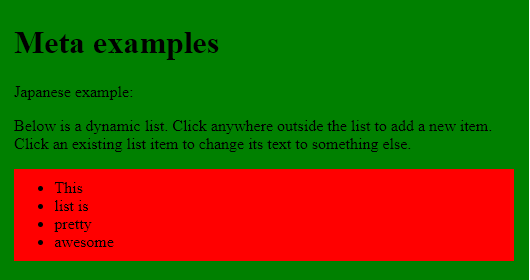 Meta examples
Japanese example:
Below is a dynamic list. Click anywhere outside the list to add a new item.
Click an existing list item to change its text to something else.
This
list is
pretty
awesome